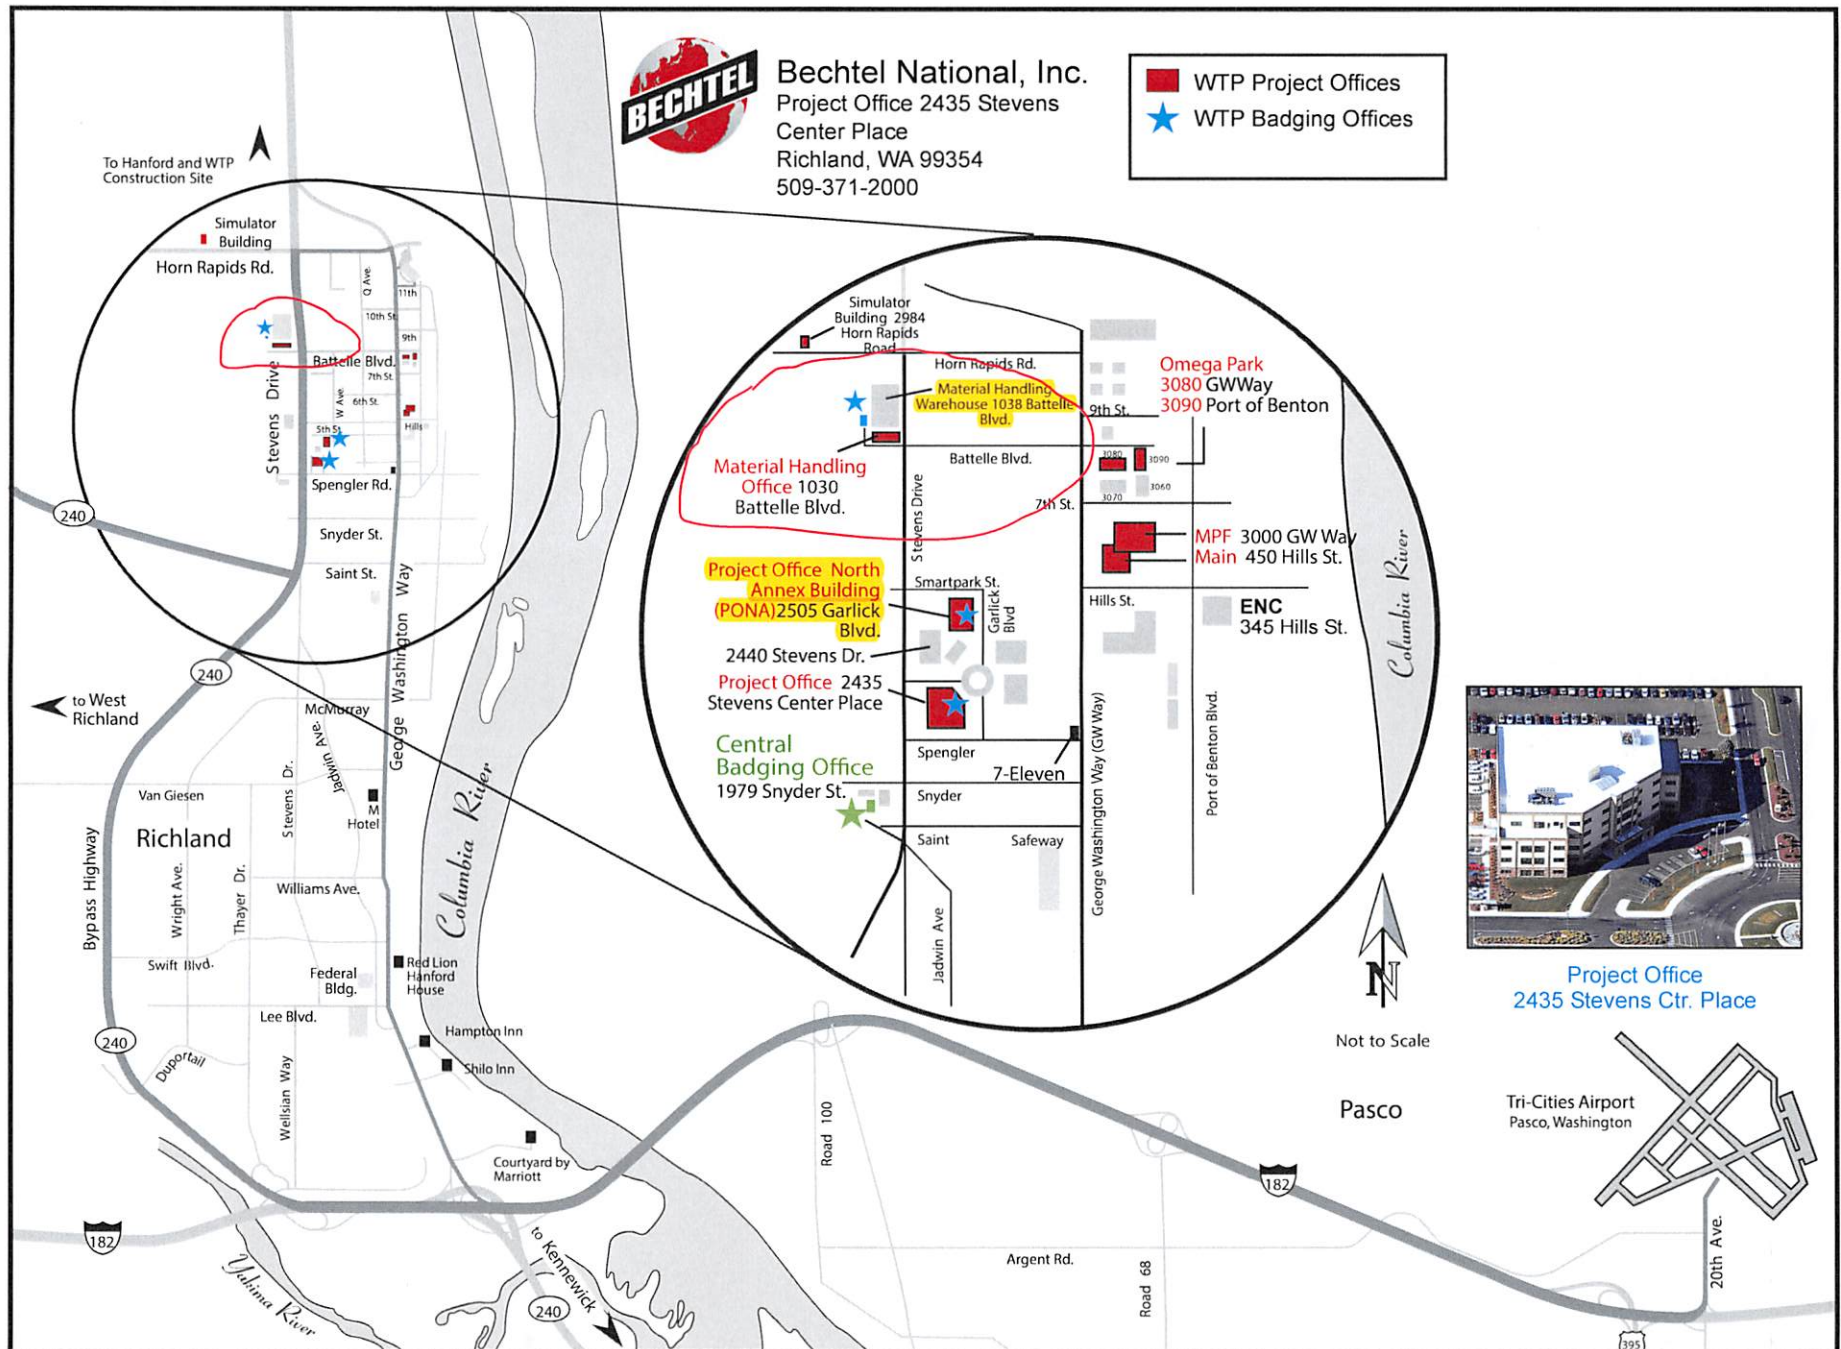 BECHTEL
Bechtel National, Inc.
Project Office 2435 Stevens
Center Place
Richland, WA 99354
509-371-2000
WTP Project Offices
WTP Badging Offices
To Hanford and WTP
Construction Site
Simulator
Building
Horn Rapids Rd.
Q Ave.
11th
10th St.
9th
Battelle Blvd.
7th St.
Stevens Drive
W Ave.
6th St.
5th St.
Hills
Spengler Rd.
240
Snyder St.
Saint St.
George Washington Way
240
to West
Richland
McMurray
Jadwin Ave.
Stevens Dr.
Van Giesen
M
Hotel
Richland
Bypass Highway
Wright Ave.
Thayer Dr.
Williams Ave.
Columbia River
Swift Blvd.
Federal
Bldg.
Red Lion
Hanford
House
Lee Blvd.
240
Duportail
Wellsian Way
Hampton Inn
Shilo Inn
Courtyard by
Marriott
182
Yakima River
to Kennewick
240
Simulator
Building 2984
Horn Rapids
Road
Horn Rapids Rd.
Material Handling
Warehouse 1038 Battelle
Blvd.
Omega Park
3080 GWWay
3090 Port of Benton
9th St.
Battelle Blvd.
3080
3090
3070
3060
Material Handling
Office 1030
Battelle Blvd.
7th St.
Stevens Drive
MPF 3000 GW Way
Main 450 Hills St.
Project Office North
Annex Building
(PONA)2505 Garlick
Blvd.
Smartpark St.
Garlick
Blvd
Hills St.
ENC
345 Hills St.
Columbia River
2440 Stevens Dr.
Project Office 2435
Stevens Center Place
Central
Badging Office
1979 Snyder St.
Spengler
7-Eleven
Snyder
Saint
Safeway
George Washington Way (GW Way)
Port of Benton Blvd.
Jadwin Ave
N
Not to Scale
Project Office
2435 Stevens Ctr. Place
Pasco
Tri-Cities Airport
Pasco, Washington
Road 100
182
Argent Rd.
Road 68
20th Ave.
395